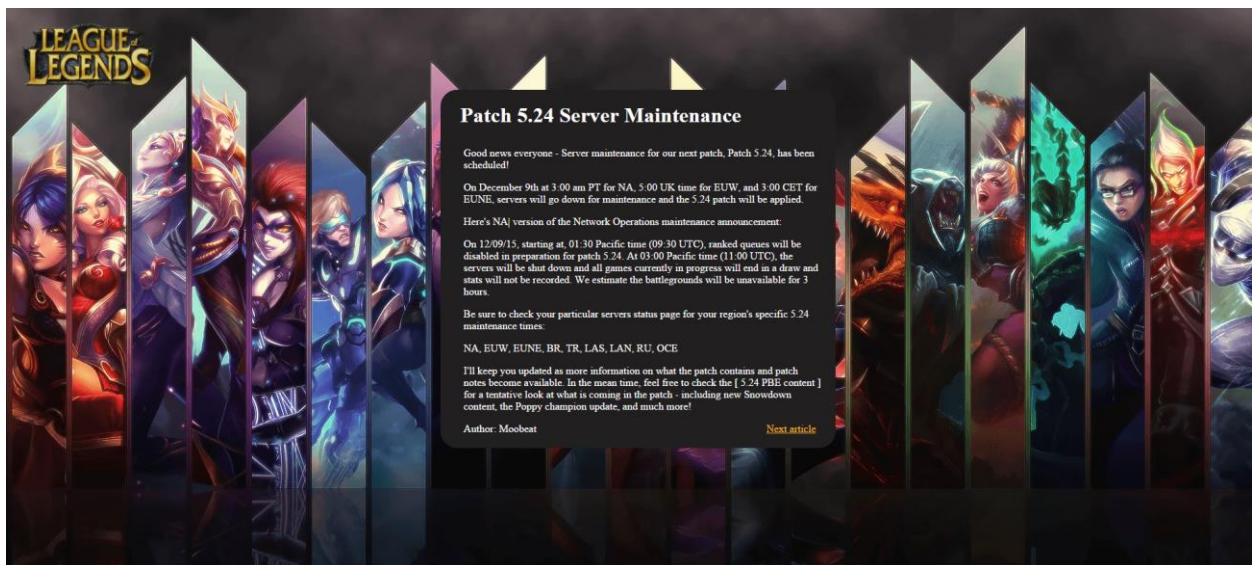 LEAGUE of
LEGENDS
Patch 5.24 Server Maintenance
Good news everyone - Server maintenance for our next patch, Patch 5.24, has been
scheduled!
On December 9th at 3:00 am PT for NA, 5:00 UK time for EUW, and 3:00 CET for
EUNE, servers will go down for maintenance and the 5.24 patch will be applied.
Here's NA| version of the Network Operations maintenance announcement:
On 12/09/15, starting at, 01:30 Pacific time (09:30 UTC), ranked queues will be
disabled in preparation for patch 5.24. At 03:00 Pacific time (11:00 UTC), the
servers will be shut down and all games currently in progress will end in a draw and
stats will not be recorded. We estimate the battlegrounds will be unavailable for 3
hours.
Be sure to check your particular servers status page for your region's specific 5.24
maintenance times:
NA, EUW, EUNE, BR, TR, LAS, LAN, RU, OCE
I'll keep you updated as more information on what the patch contains and patch
notes become available. In the mean time, feel free to check the [ 5.24 PBE content ]
for a tentative look at what is coming in the patch - including new Snowdown
content, the Poppy champion update, and much more!
Author: Moobeat
Next article